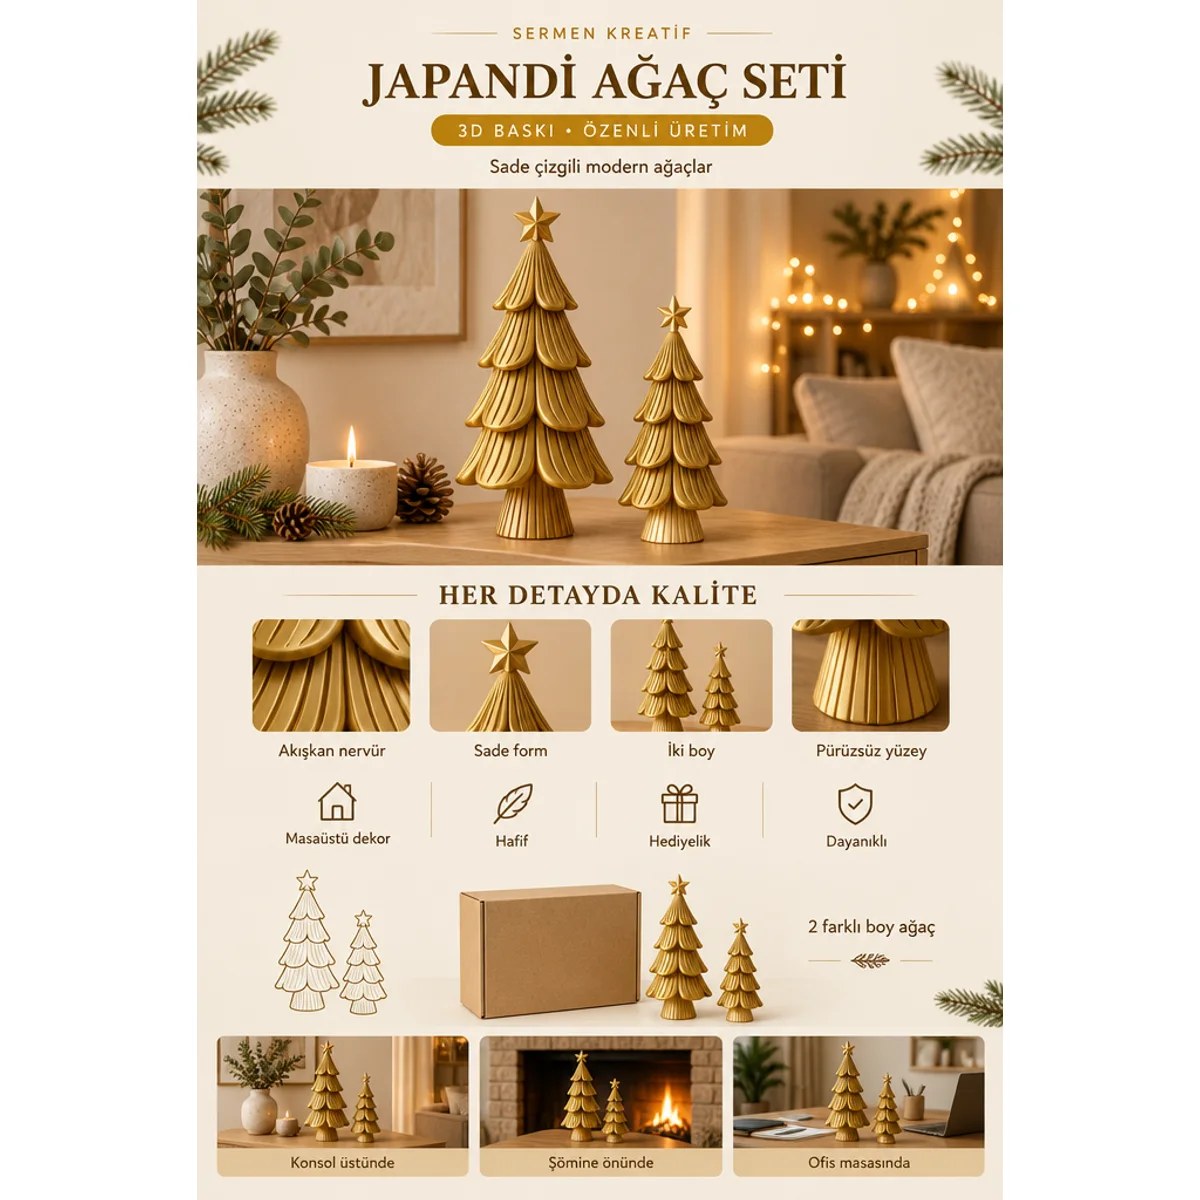 SERMEN KREATİF
JAPANDİ AĞAÇ SETİ
3D BASKI • ÖZENLİ ÜRETİM
Sade çizgili modern ağaçlar
HER DETAYDA KALİTE
Akışkan nervür
Sade form
İki boy
Pürüzsüz yüzey
Masaüstü dekor
Hafif
Hediyelik
Dayanıklı
2 farklı boy ağaç
Konsol üstünde
Şömine önünde
Ofis masasında